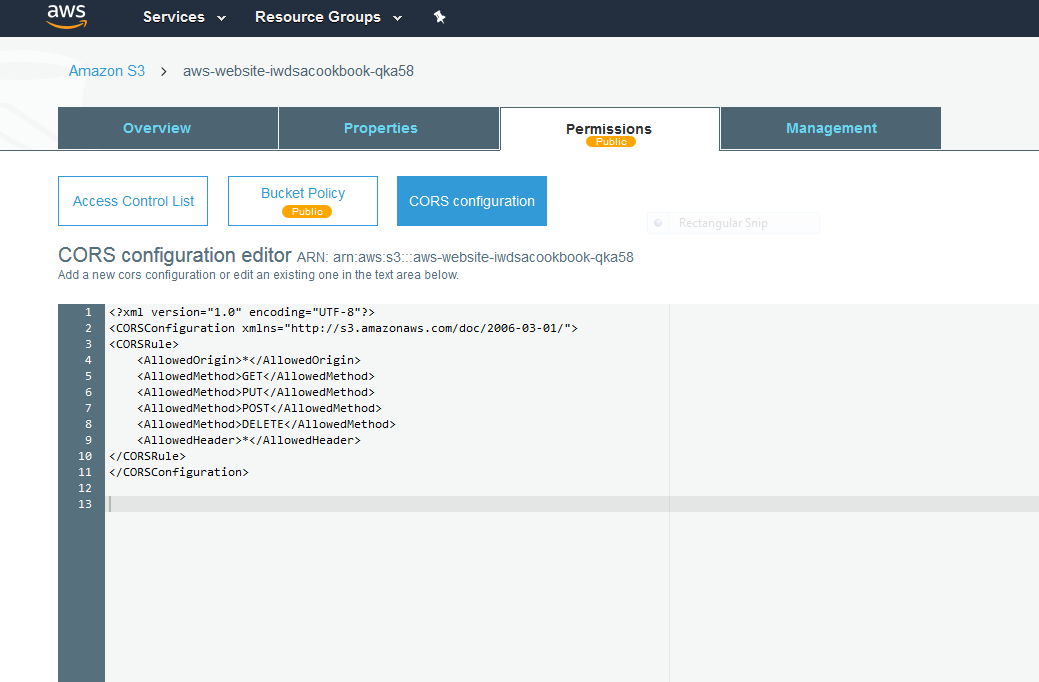 aws Services Resource Groups
Amazon S3 > aws-website-iwdsacookbook-qka58
Overview Properties Permissions Management
Public
Access Control List Bucket Policy CORS configuration
Public
Rectangular Snip
CORS configuration editor ARN: arn:aws:s3:::aws-website-iwdsacookbook-qka58
Add a new cors configuration or edit an existing one in the text area below.
1 <?xml version="1.0" encoding="UTF-8"?>
2 <CORSConfiguration xmlns="http://s3.amazonaws.com/doc/2006-03-01/">
3 <CORSRule>
4 <AllowedOrigin>*</AllowedOrigin>
5 <AllowedMethod>GET</AllowedMethod>
6 <AllowedMethod>PUT</AllowedMethod>
7 <AllowedMethod>POST</AllowedMethod>
8 <AllowedMethod>DELETE</AllowedMethod>
9 <AllowedHeader>*</AllowedHeader>
10 </CORSRule>
11 </CORSConfiguration>
12
13